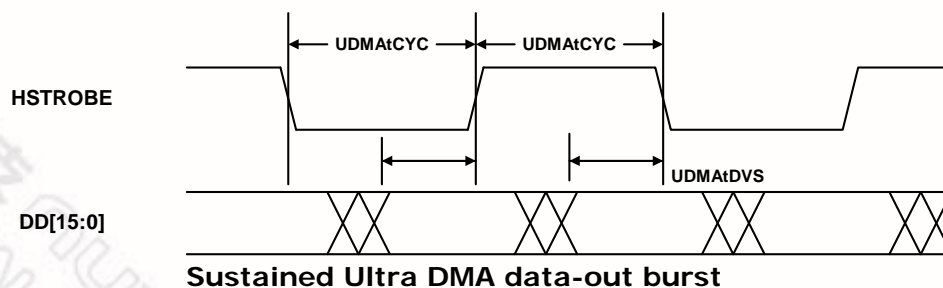 UDMAtCYC UDMAtCYC
HSTROBE
UDMAtDVS
DD[15:0]
Sustained Ultra DMA data-out burst